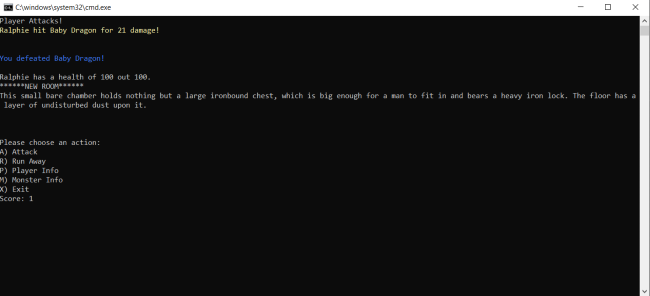 C:\windows\system32\cmd.exe
Player Attacks!
Ralphie hit Baby Dragon for 21 damage!
You defeated Baby Dragon!
Ralphie has a health of 100 out 100.
******NEW ROOM******
This small bare chamber holds nothing but a large ironbound chest, which is big enough for a man to fit in and bears a heavy iron lock. The floor has a
 layer of undisturbed dust upon it.
Please choose an action:
A) Attack
R) Run Away
P) Player Info
M) Monster Info
X) Exit
Score: 1